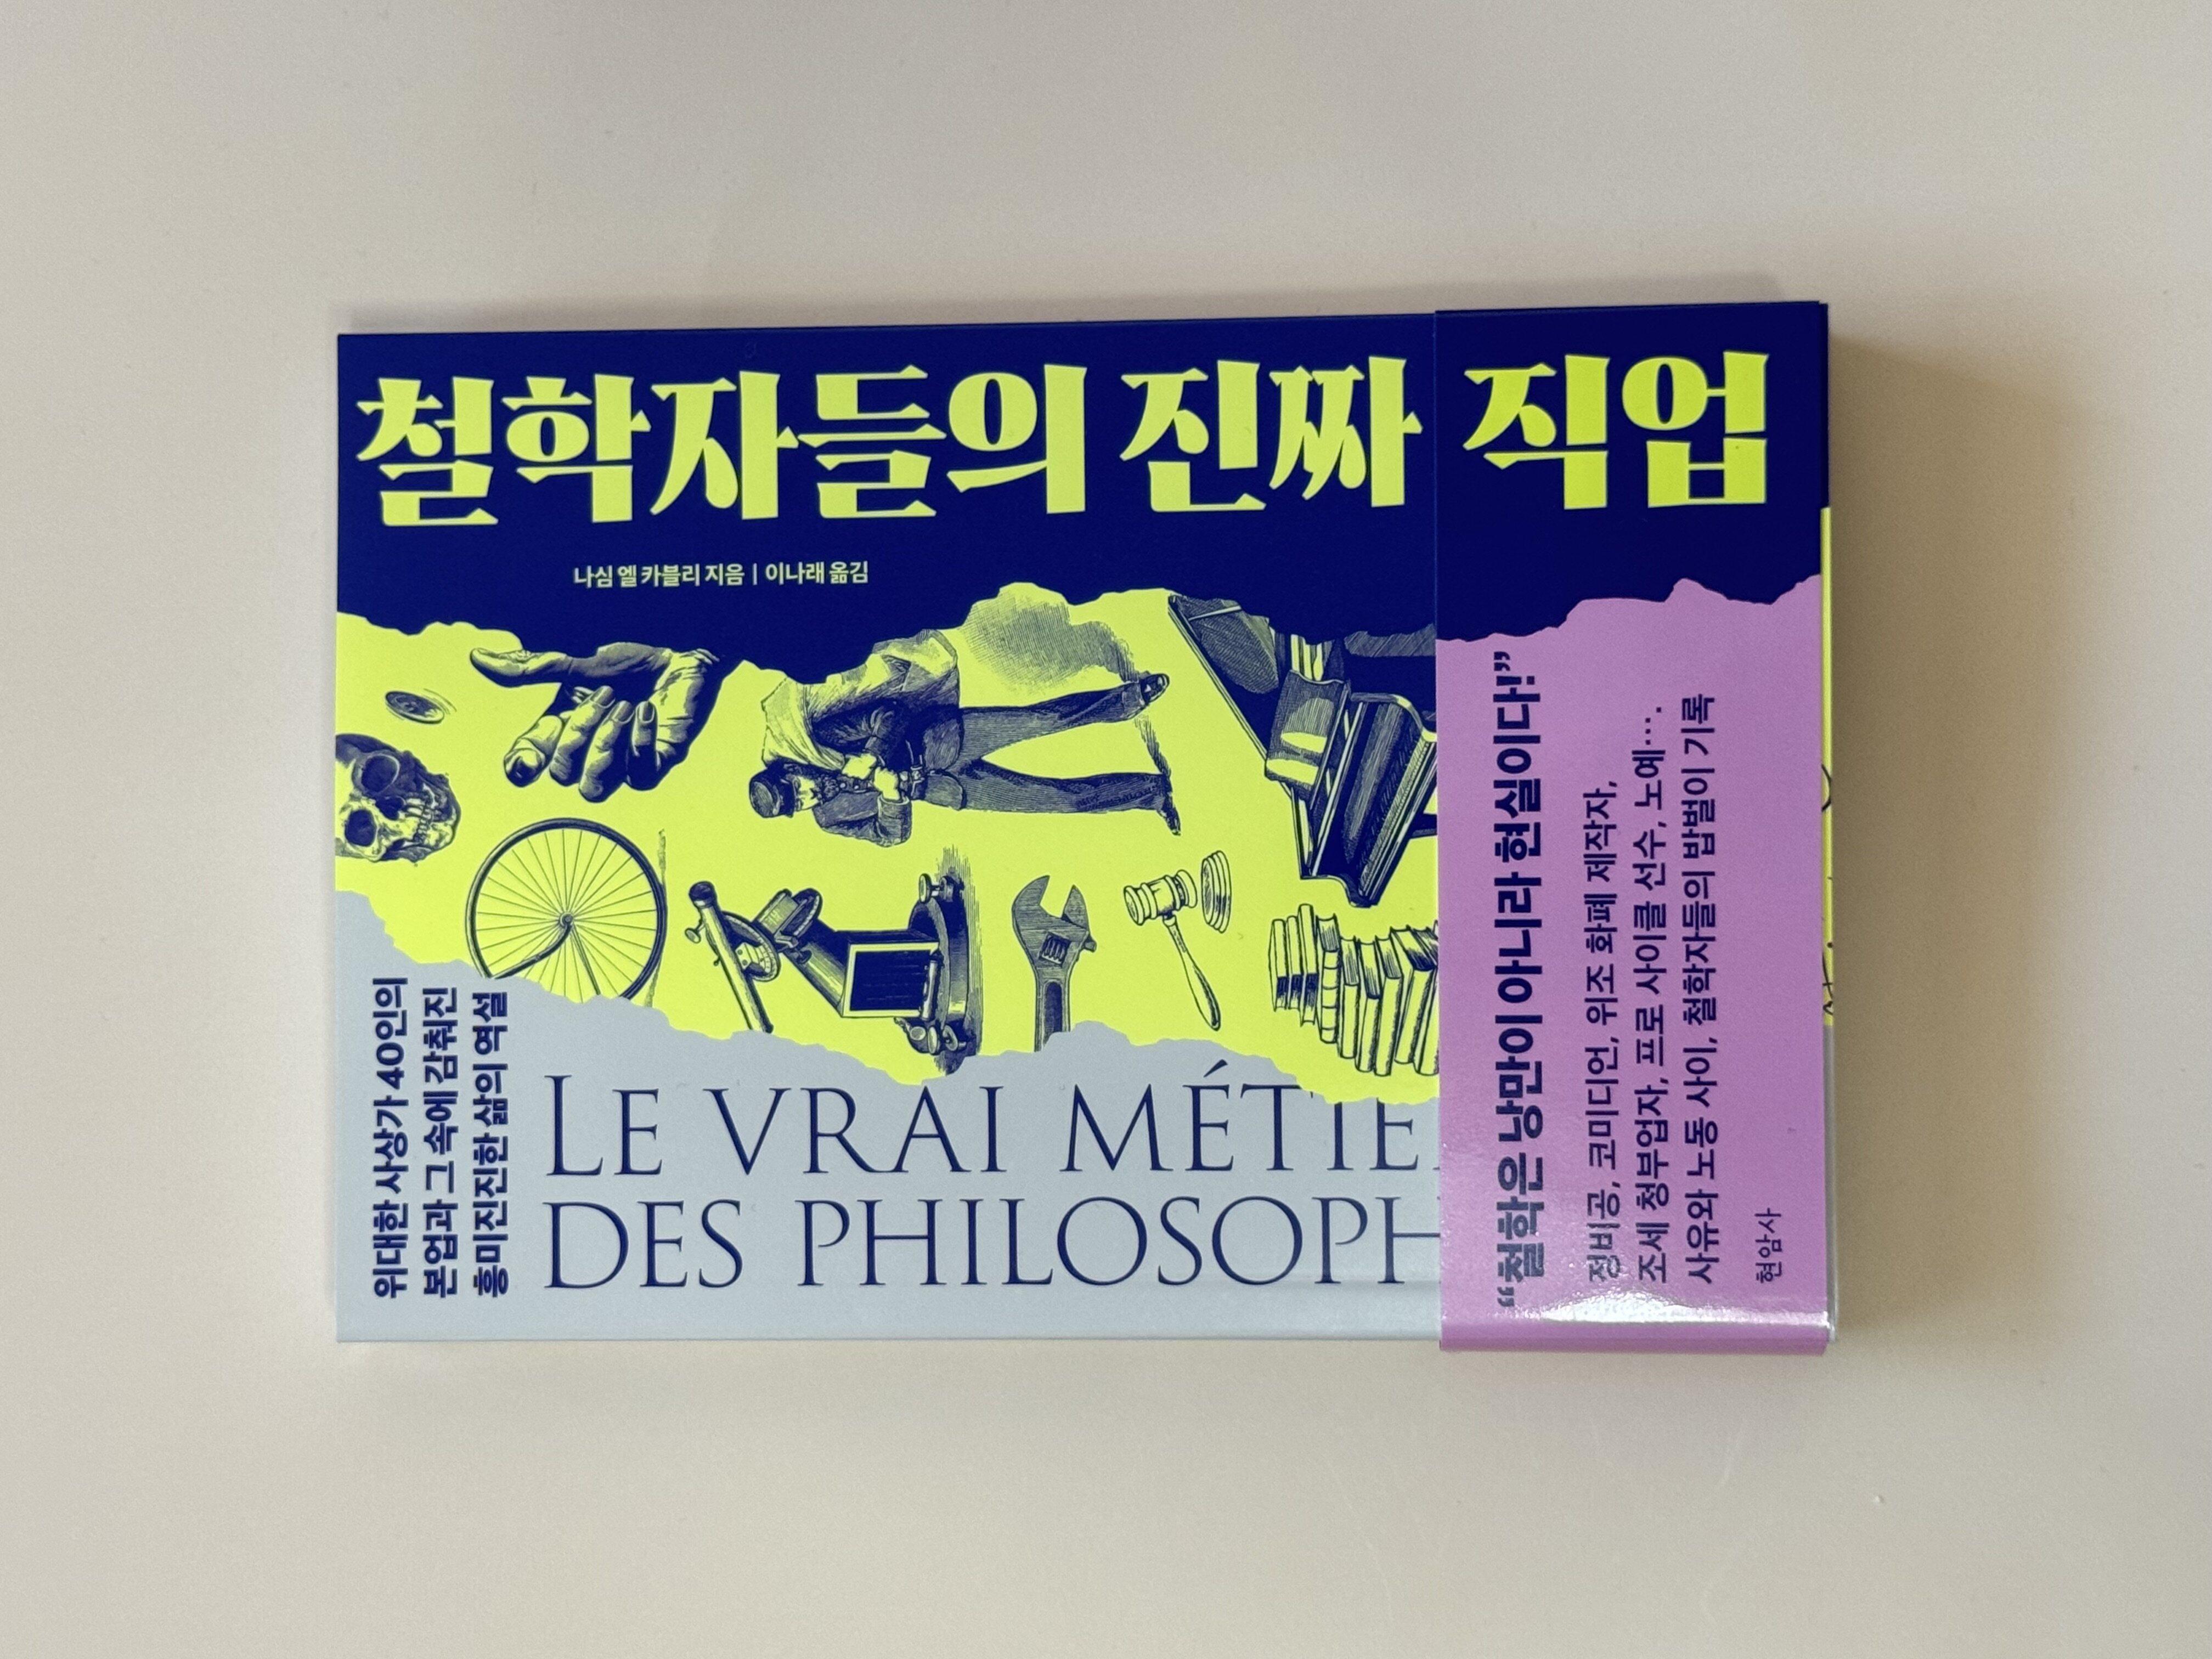 철학자들의 진짜 직업
나심 엘 카블리 지음 | 이나래 옮김
위대한 사상가 40인의
본업과 그 속에 감춰진
흥미진진한 삶의 역설
LE VRAI MÉTIE
DES PHILOSOPH
“철학은 낭만이 아니라 현실이다!”
정비공, 코미디언, 위조 화폐 제작자,
조세 청부업자, 프로 사이클 선수, 노예….
사유와 노동 사이, 철학자들의 밥벌이 기록
현암사